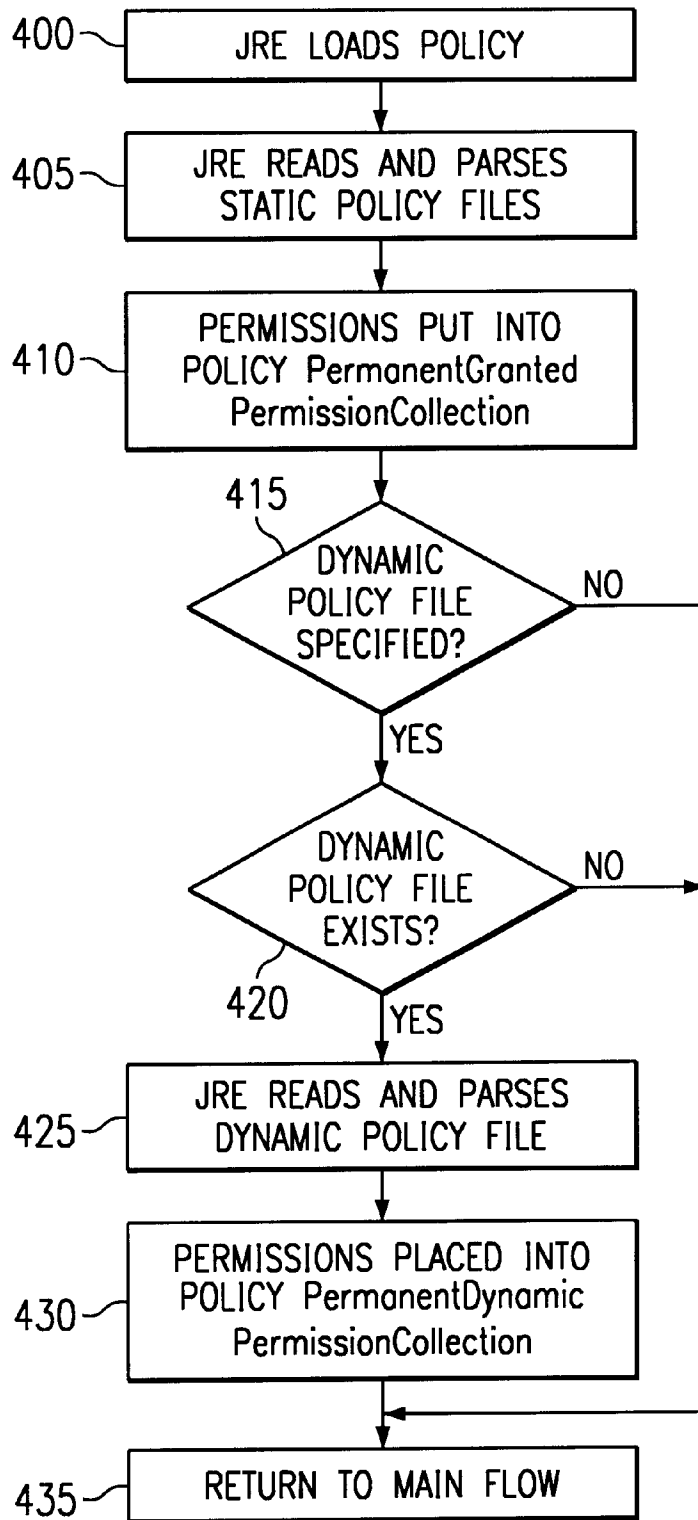 400
JRE LOADS POLICY
405
JRE READS AND PARSES
STATIC POLICY FILES
410
PERMISSIONS PUT INTO
POLICY PermanentGranted
PermissionCollection
415
DYNAMIC
POLICY FILE
SPECIFIED?
NO
YES
DYNAMIC
POLICY FILE
EXISTS?
NO
420
YES
425
JRE READS AND PARSES
DYNAMIC POLICY FILE
430
PERMISSIONS PLACED INTO
POLICY PermanentDynamic
PermissionCollection
435
RETURN TO MAIN FLOW